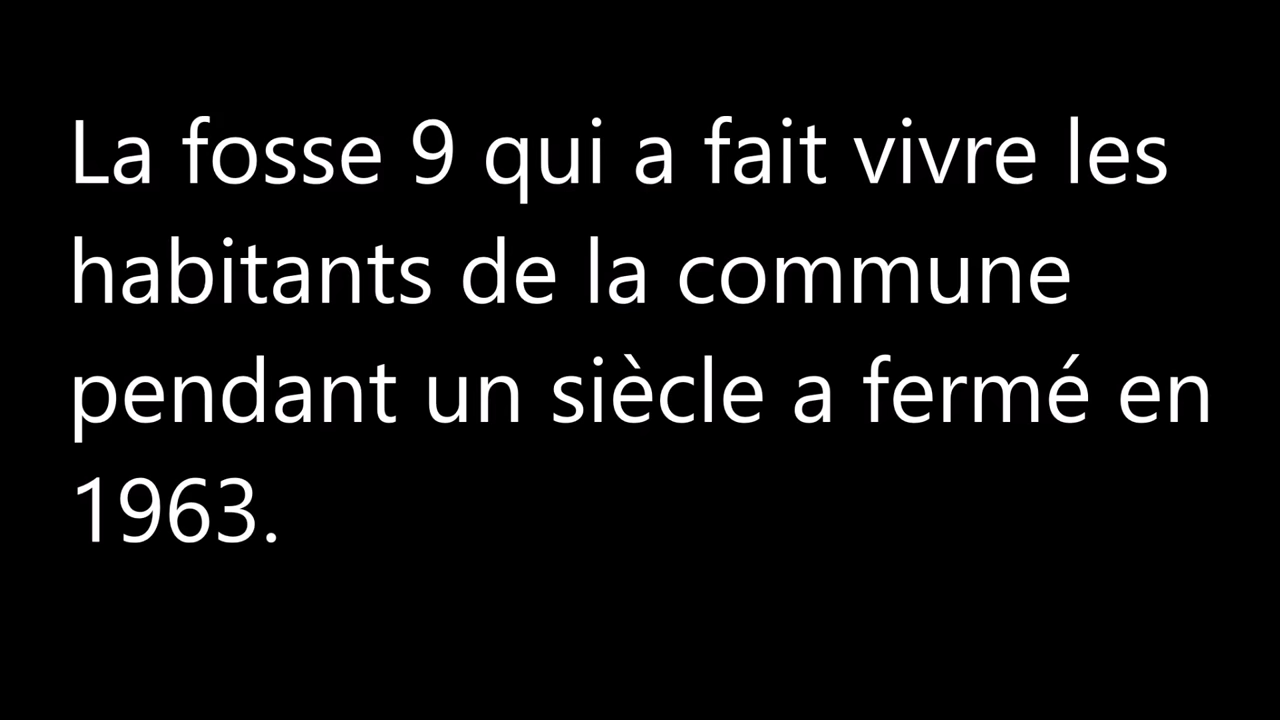 La fosse 9 qui a fait vivre les
habitants de la commune
pendant un siècle a fermé en
1963.